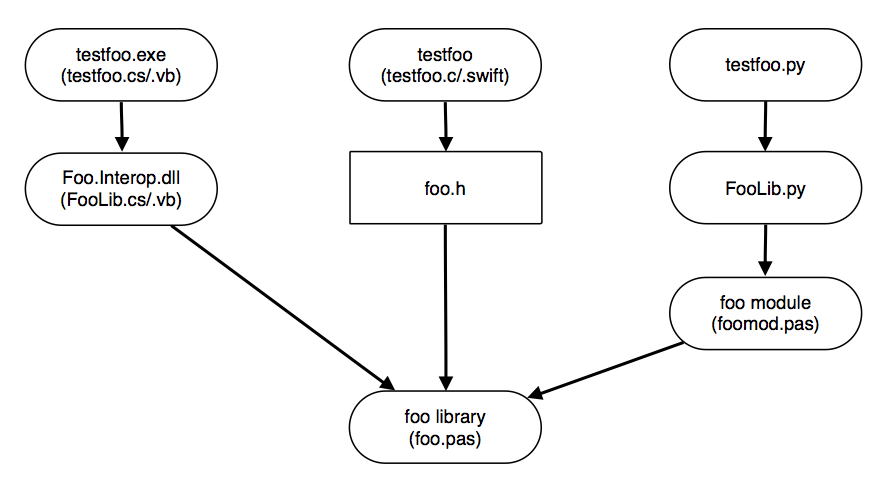 testfoo.exe
(testfoo.cs/.vb)
testfoo
(testfoo.c/.swift)
testfoo.py
Foo.Interop.dll
(FooLib.cs/.vb)
foo.h
FooLib.py
foo module
(foomod.pas)
foo library
(foo.pas)